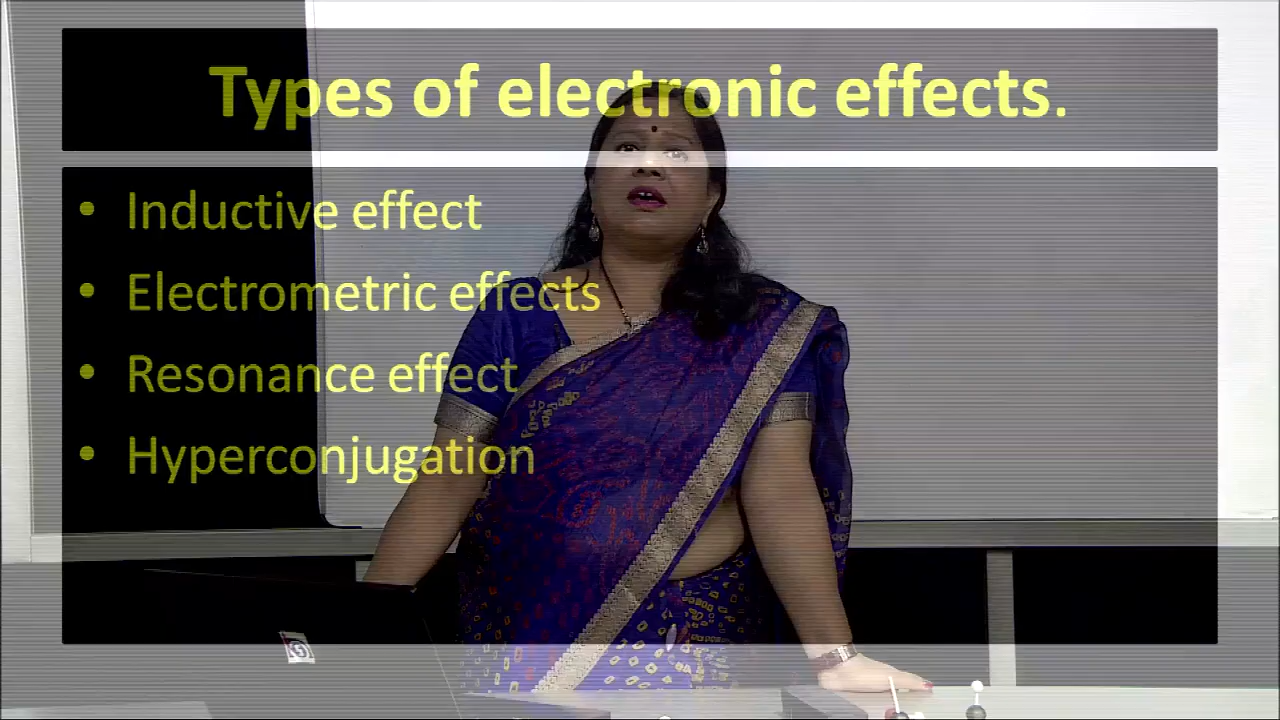 Types of electronic effects.
• Inductive effect
• Electrometric effects
• Resonance effect
• Hyperconjugation